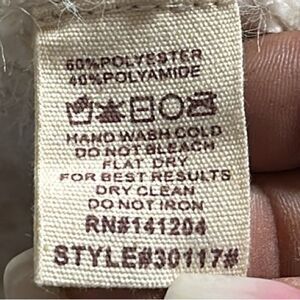 60%POLYESTER
40%POLYAMIDE
HAND WASH COLD
DO NOT BLEACH
FLAT DRY
FOR BEST RESULTS
DRY CLEAN
DO NOT IRON
RN#141204
STYLE#30117#